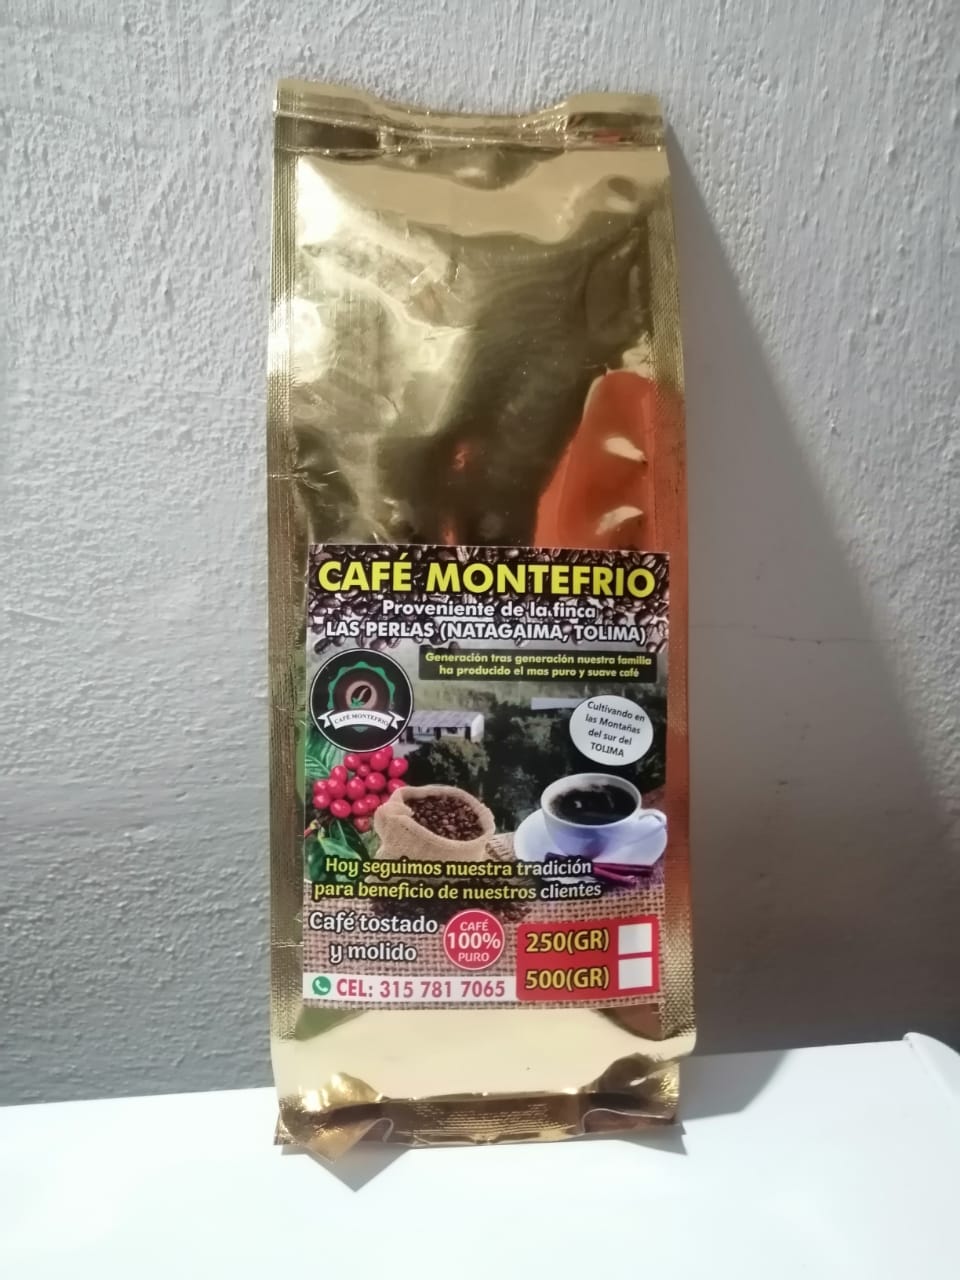 CAFÉ MONTEFRIO
Proveniente de la finca
LAS PERLAS (NATAGAIMA, TOLIMA)
Generación tras generación nuestra familia
ha producido el mas puro y suave café
CAFÉ MONTEFRIO
Cultivando en
las Montañas
del sur del
TOLIMA
Hoy seguimos nuestra tradición
para beneficio de nuestros clientes
Café tostado
y molido
CAFÉ
100%
PURO
250(GR)
500(GR)
CEL: 315 781 7065